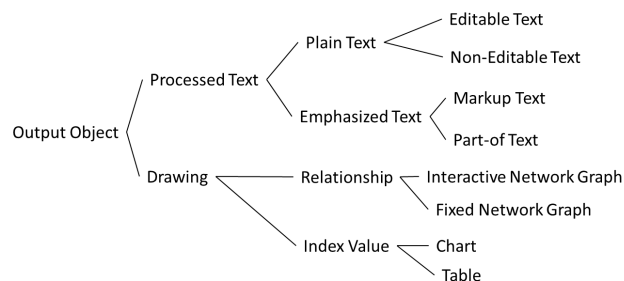 Editable Text
Plain Text
Non-Editable Text
Processed Text
Markup Text
Emphasized Text
Part-of Text
Output Object
Drawing
Relationship
Interactive Network Graph
Fixed Network Graph
Index Value
Chart
Table